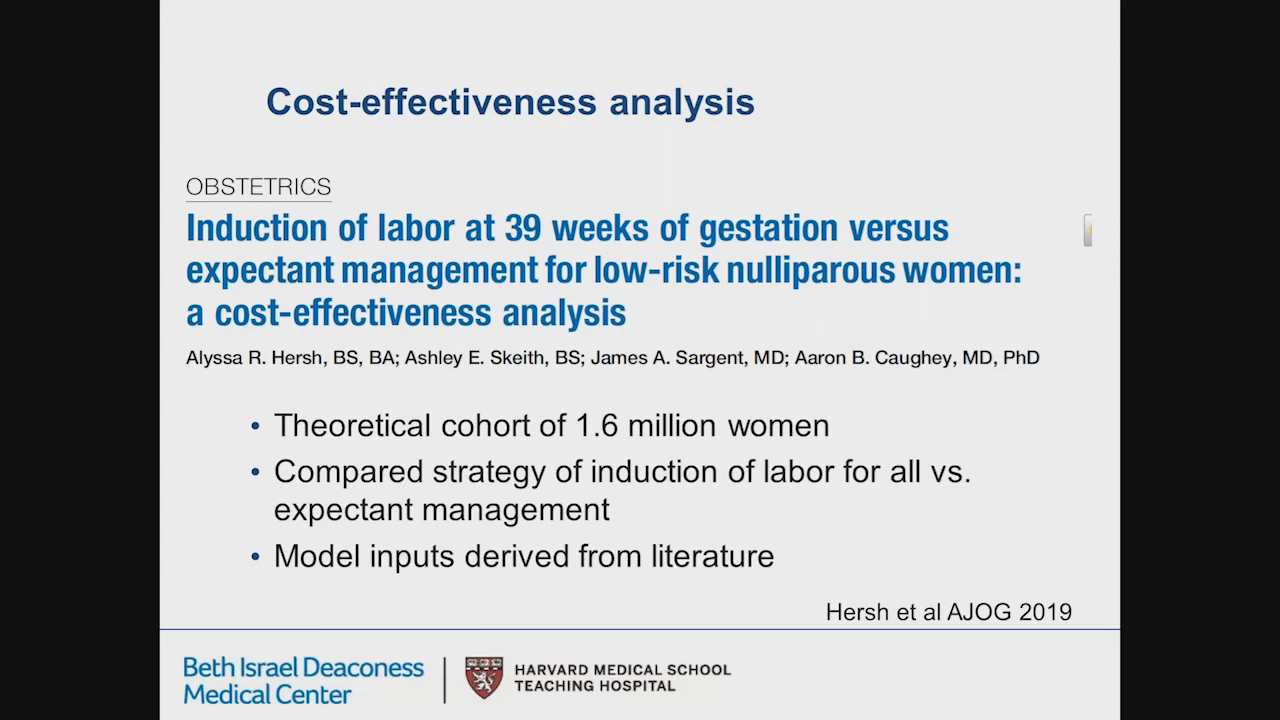 Cost-effectiveness analysis
OBSTETRICS
Induction of labor at 39 weeks of gestation versus
expectant management for low-risk nulliparous women:
a cost-effectiveness analysis
Alyssa R. Hersh, BS, BA; Ashley E. Skeith, BS; James A. Sargent, MD; Aaron B. Caughey, MD, PhD
• Theoretical cohort of 1.6 million women
• Compared strategy of induction of labor for all vs.
expectant management
• Model inputs derived from literature
Hersh et al AJOG 2019
Beth Israel Deaconess
Medical Center
HARVARD MEDICAL SCHOOL
TEACHING HOSPITAL